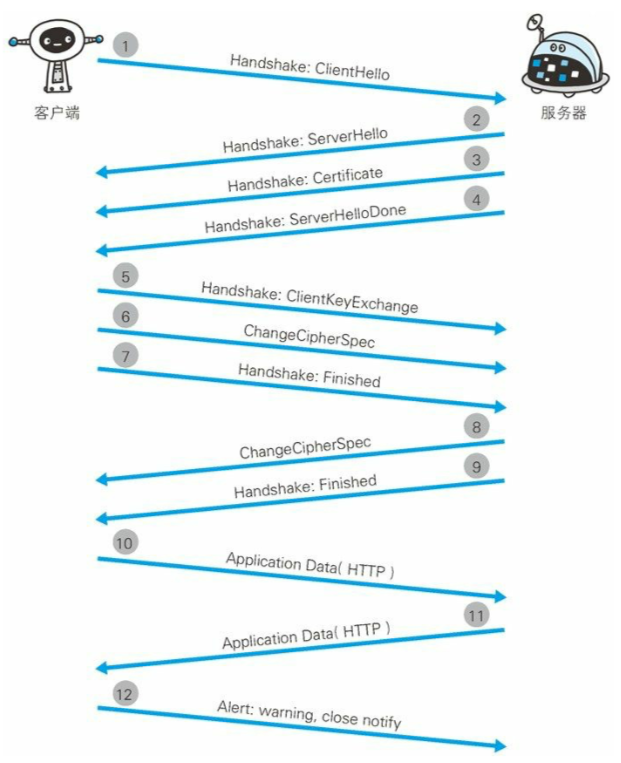 1
Handshake: ClientHello
客户端
服务器
2
Handshake: ServerHello
3
Handshake: Certificate
4
Handshake: ServerHelloDone
5
Handshake: ClientKeyExchange
6
ChangeCipherSpec
7
Handshake: Finished
8
ChangeCipherSpec
9
Handshake: Finished
10
Application Data( HTTP )
11
Application Data( HTTP )
12
Alert: warning, close notify